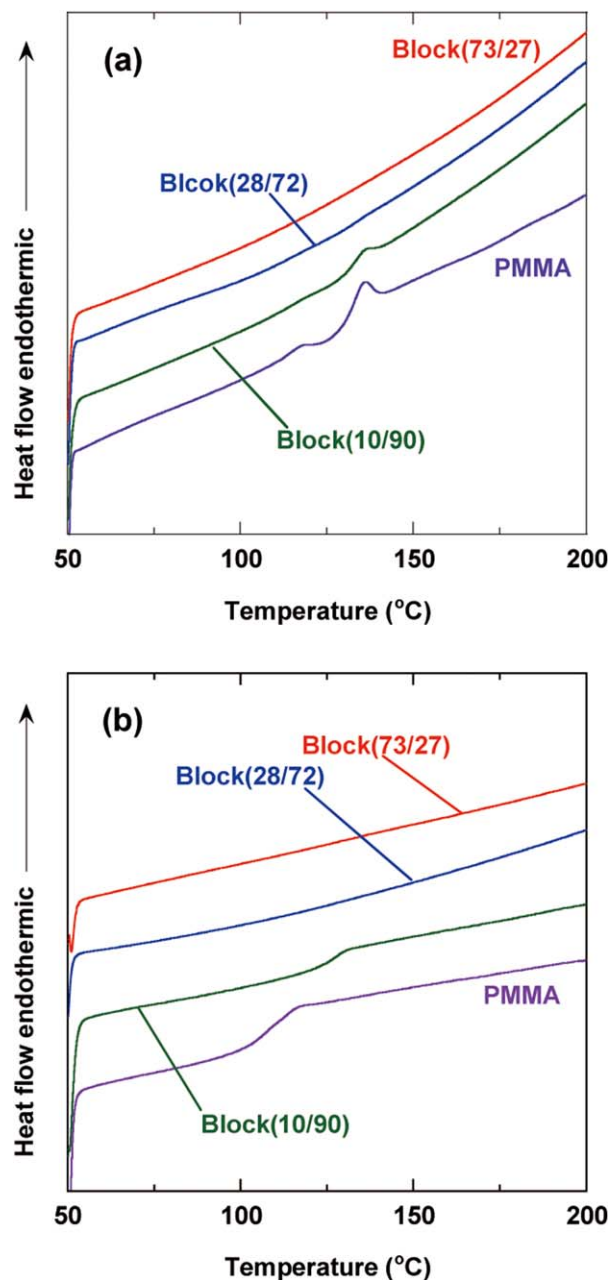 (a)
Block(73/27)
Blcok(28/72)
PMMA
Block(10/90)
Heat flow endothermic
50 100 150 200
Temperature (°C)
(b)
Block(73/27)
Block(28/72)
PMMA
Block(10/90)
Heat flow endothermic
50 100 150 200
Temperature (°C)